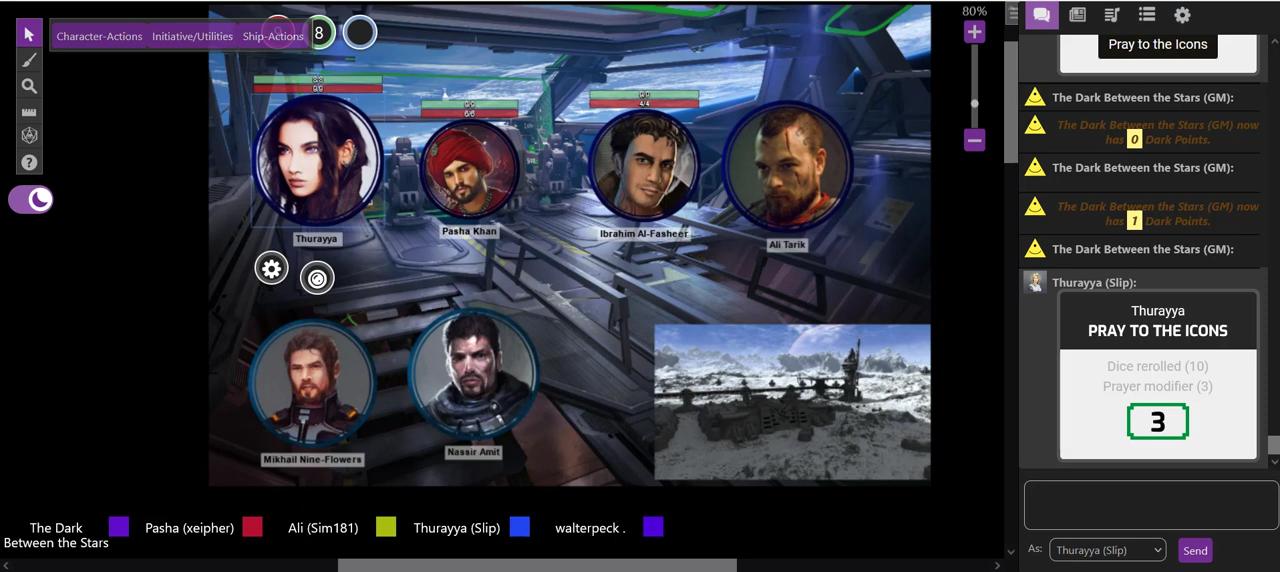 Character-Actions Initiative/Utilities Ship-Actions
8
80%
0/0
4/4
6/6
Thurayya
Pasha Khan
Ibrahim Al-Fasheer
Ali Tarik
Mikhail Nine-Flowers
Nassir Amit
The Dark Between the Stars
Pasha (xeipher)
Ali (Sim181)
Thurayya (Slip)
walterpeck .
Pray to the Icons
The Dark Between the Stars (GM):
The Dark Between the Stars (GM) now
has 0 Dark Points.
The Dark Between the Stars (GM):
The Dark Between the Stars (GM) now
has 1 Dark Points.
The Dark Between the Stars (GM):
Thurayya (Slip):
Thurayya
PRAY TO THE ICONS
Dice rerolled (10)
Prayer modifier (3)
3
As: Thurayya (Slip) Send